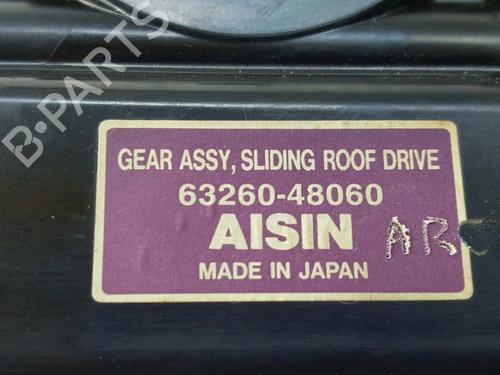 B-PARTS
GEAR ASSY, SLIDING ROOF DRIVE
63260-48060
AISIN
MADE IN JAPAN